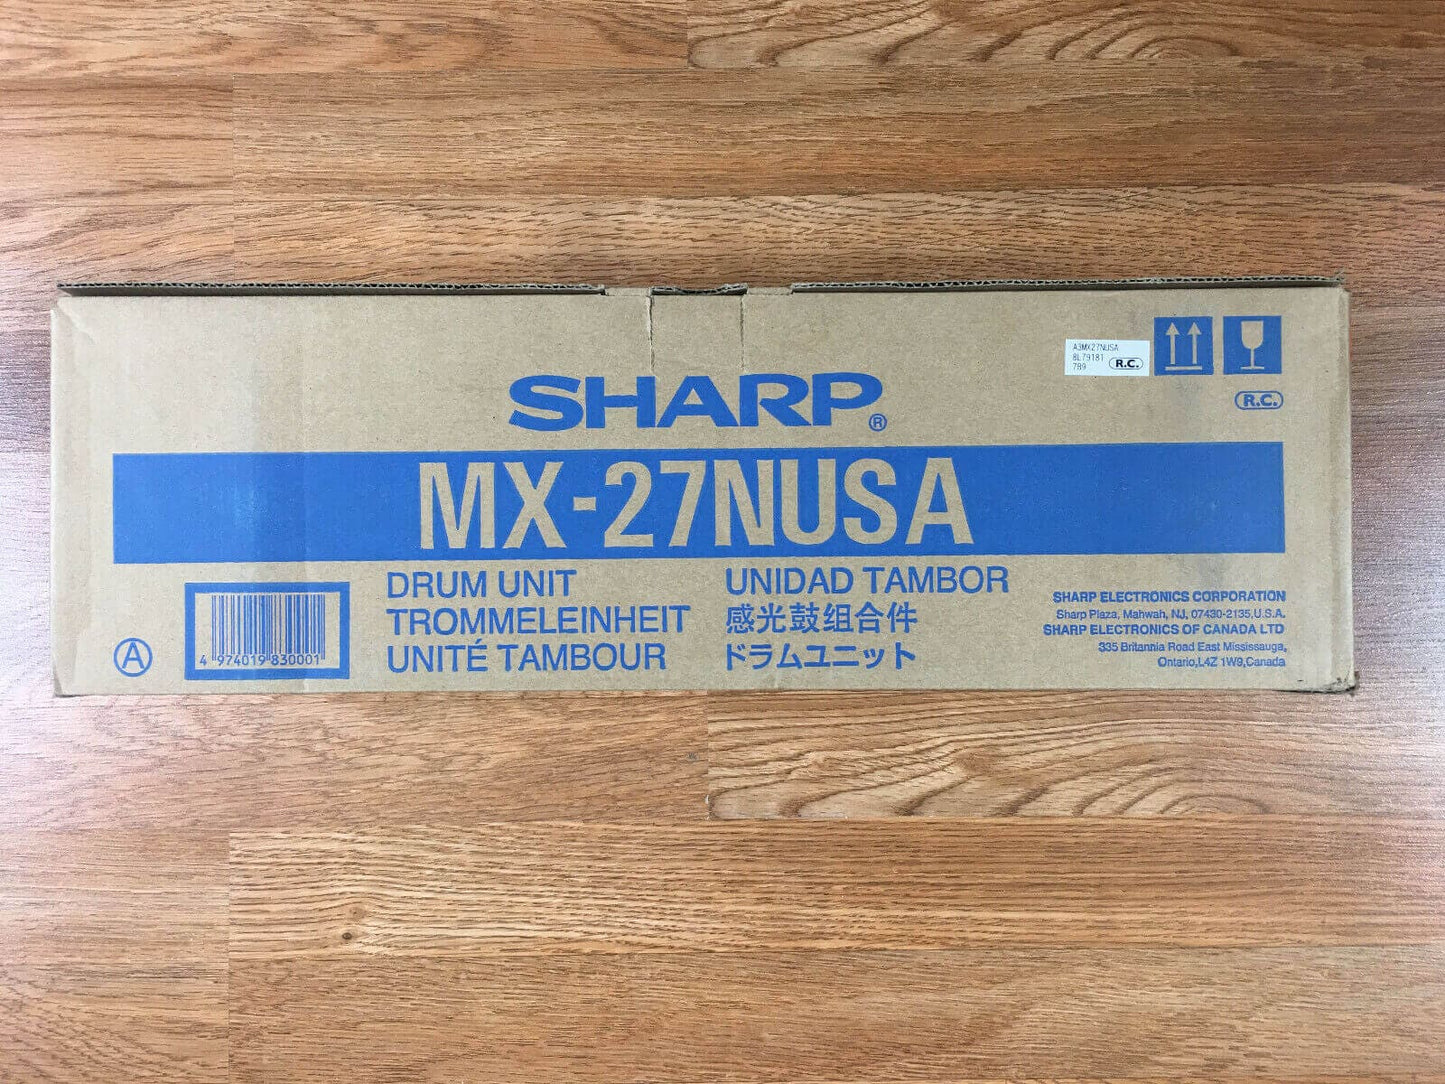 A3MX27NUSA
8L79181
789 R.C.
R.C.
SHARP®
MX-27NUSA
DRUM UNIT
TROMMELEINHEIT
UNITÉ TAMBOUR
UNIDAD TAMBOR
感光鼓组合件
ドラムユニット
A
4 974019 830001
SHARP ELECTRONICS CORPORATION
Sharp Plaza, Mahwah, NJ, 07430-2135, U.S.A.
SHARP ELECTRONICS OF CANADA LTD
335 Britannia Road East Mississauga,
Ontario,L4Z 1W9,Canada